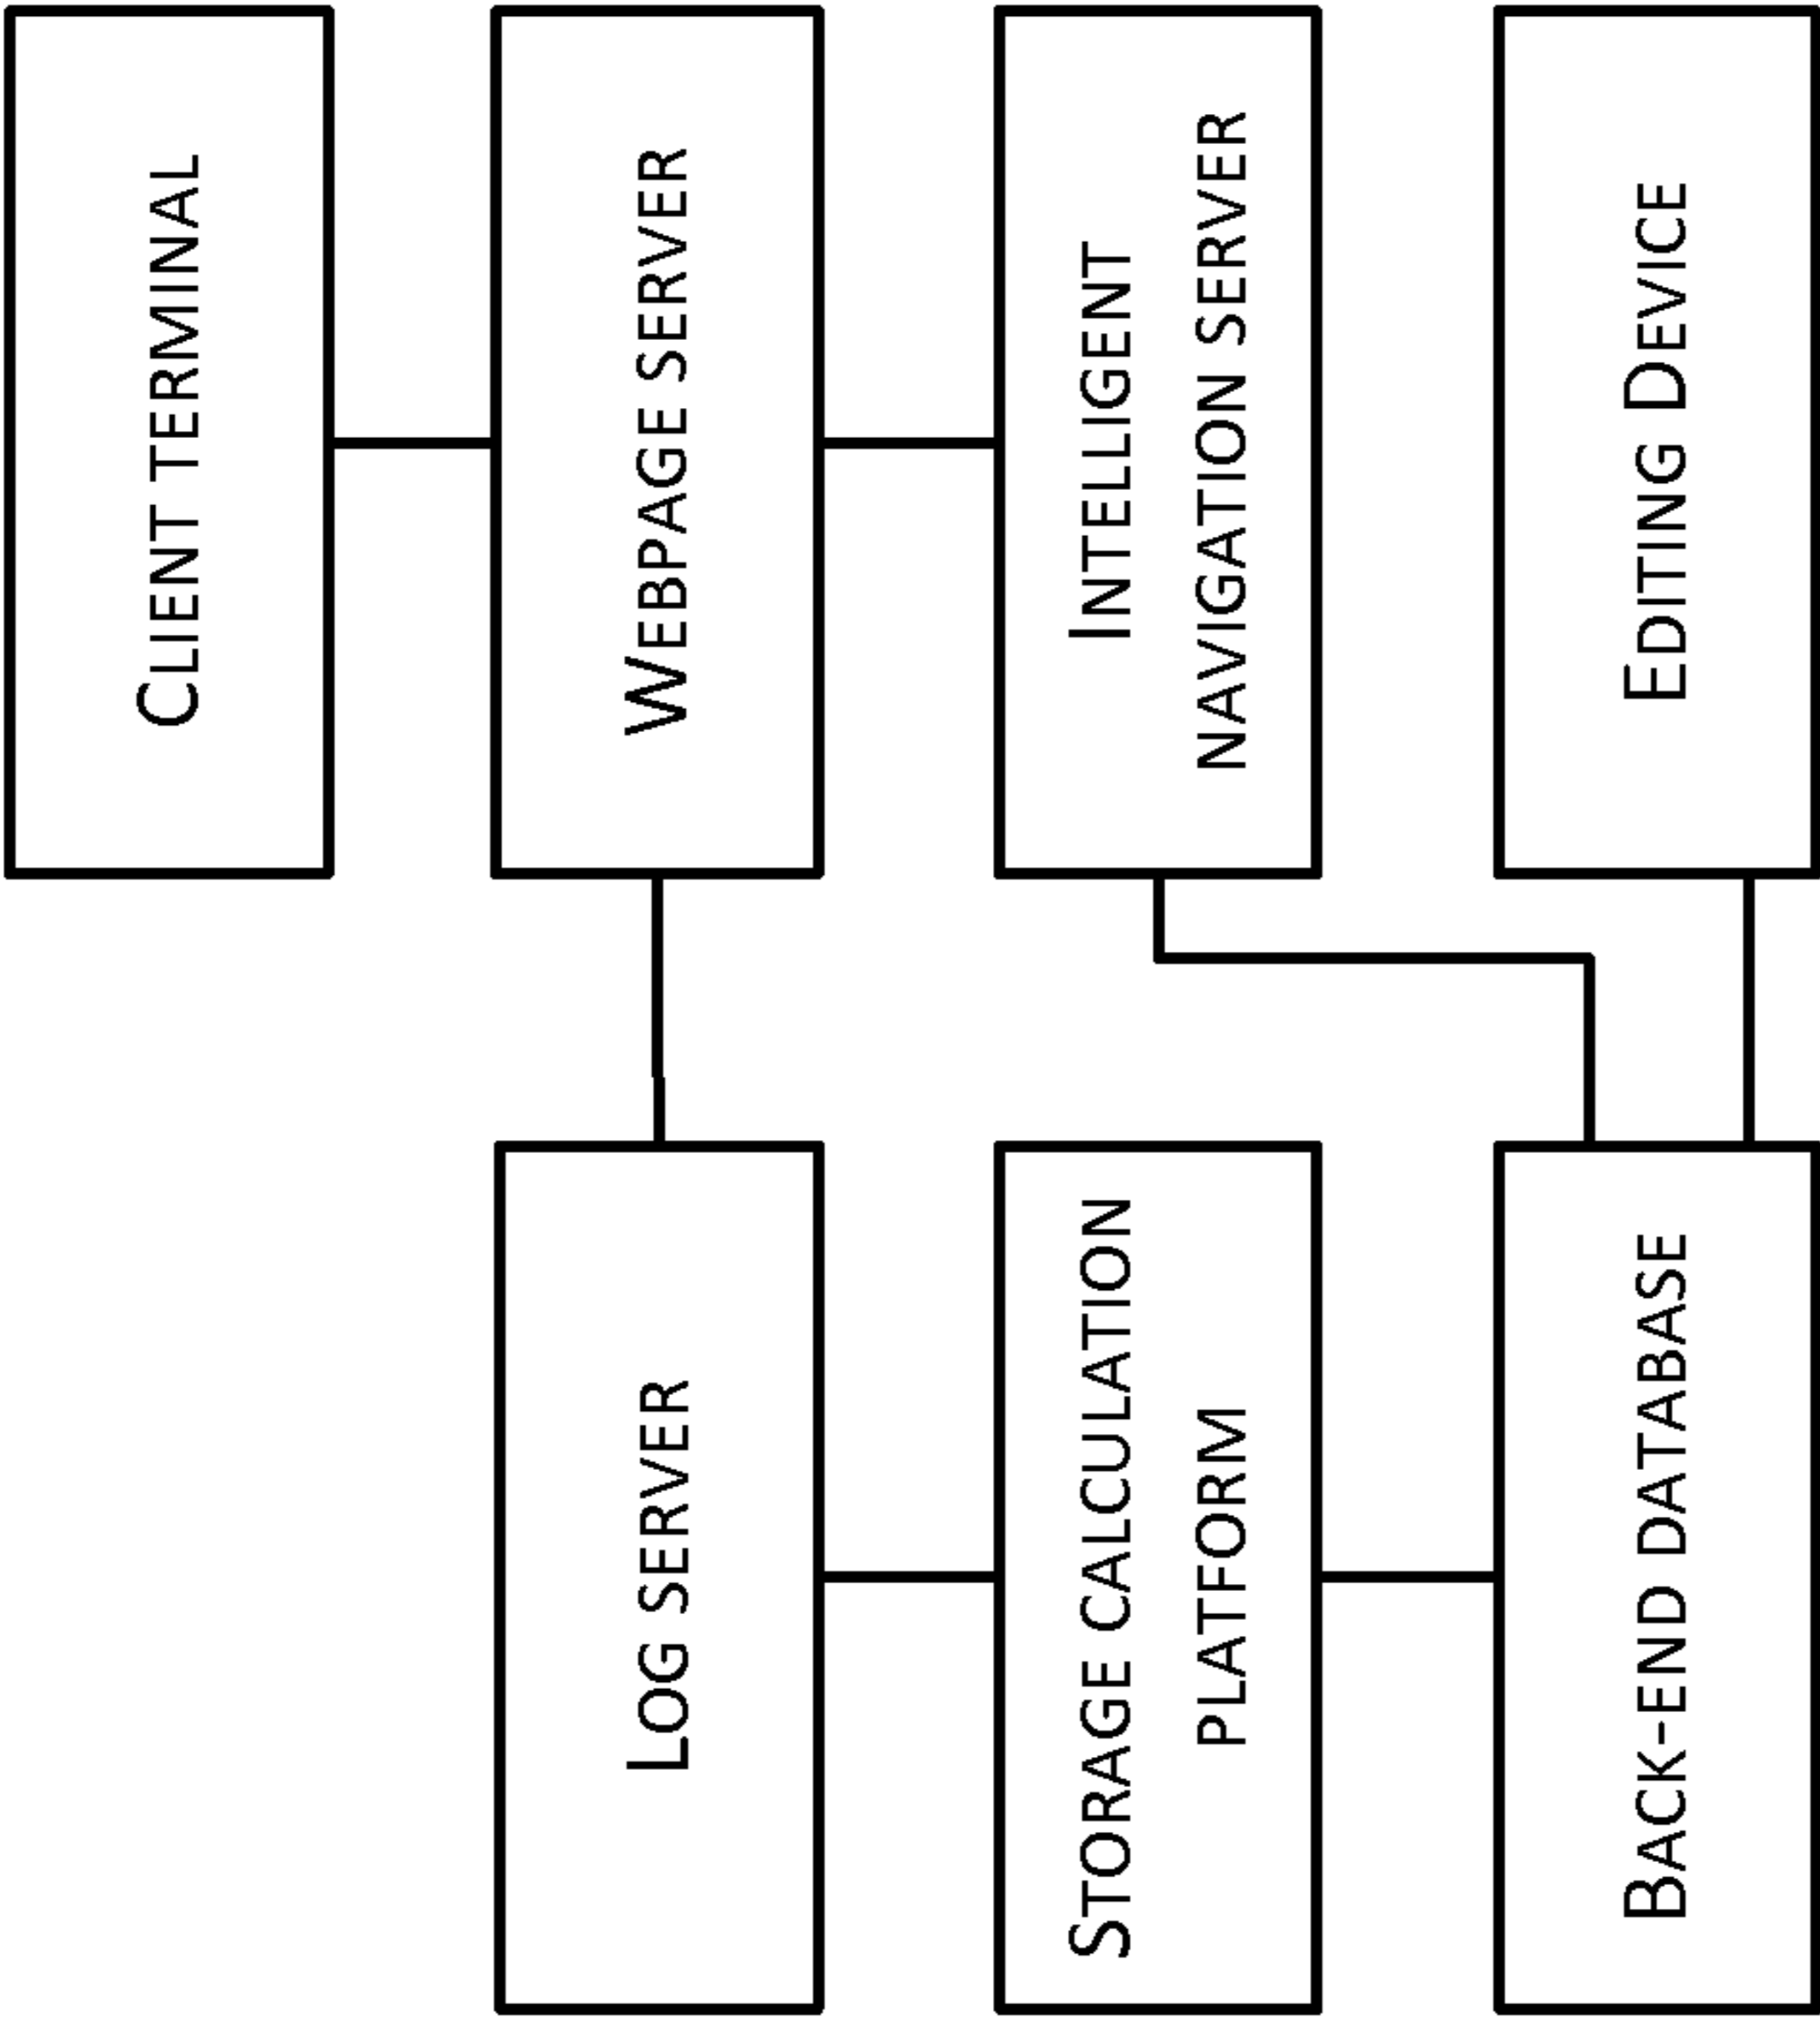 Client terminal
Log server
Webpage server
Storage calculation
platform
Intelligent
navigation server
Back-end database
Editing Device